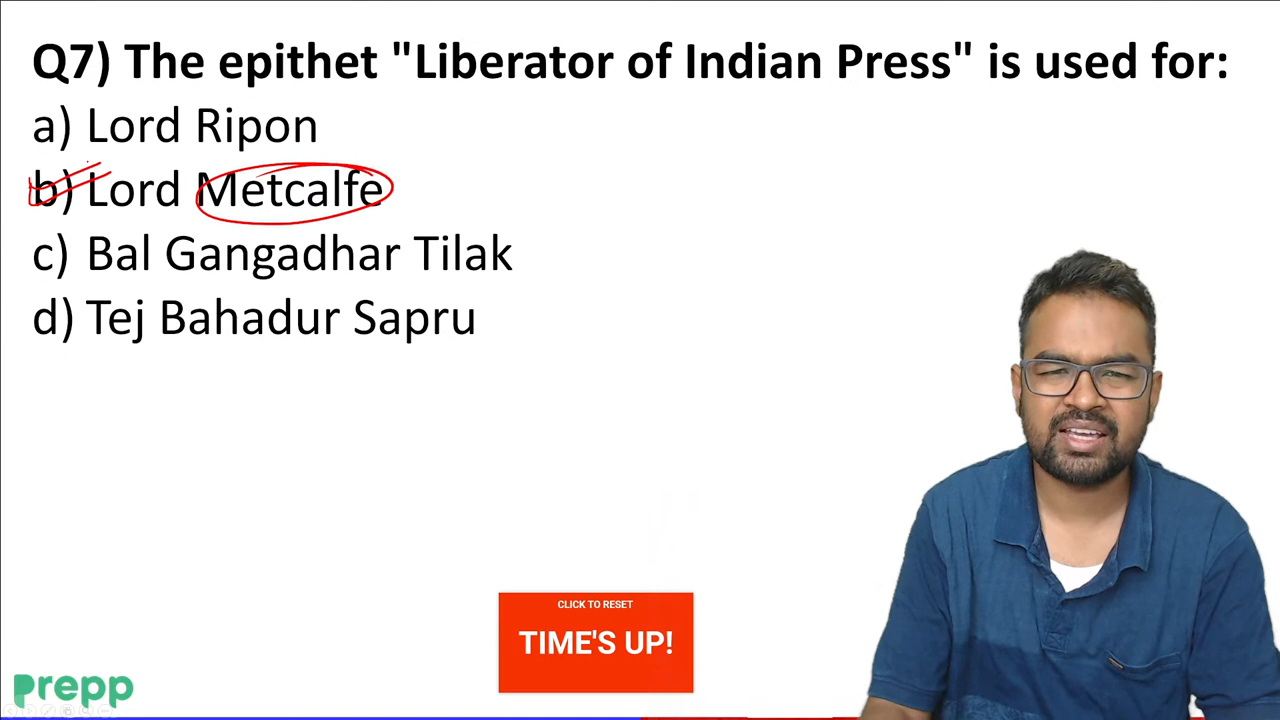 Q7) The epithet "Liberator of Indian Press" is used for:
a) Lord Ripon
b) Lord Metcalfe
c) Bal Gangadhar Tilak
d) Tej Bahadur Sapru
CLICK TO RESET
TIME'S UP!
Prepp